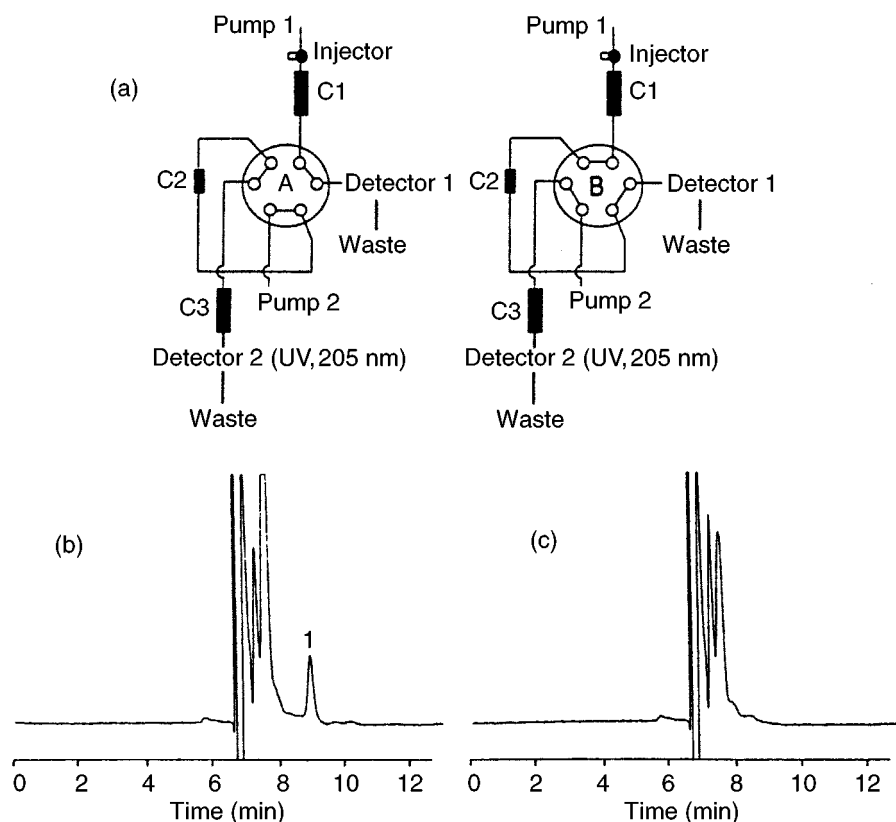 (a)
Pump 1
Injector
C1
C2
A
Detector 1
Waste
C3
Pump 2
Detector 2 (UV, 205 nm)
Waste
Pump 1
Injector
C1
C2
B
Detector 1
Waste
C3
Pump 2
Detector 2 (UV, 205 nm)
Waste
(b)
1
0 2 4 6 8 10 12
Time (min)
(c)
0 2 4 6 8 10 12
Time (min)